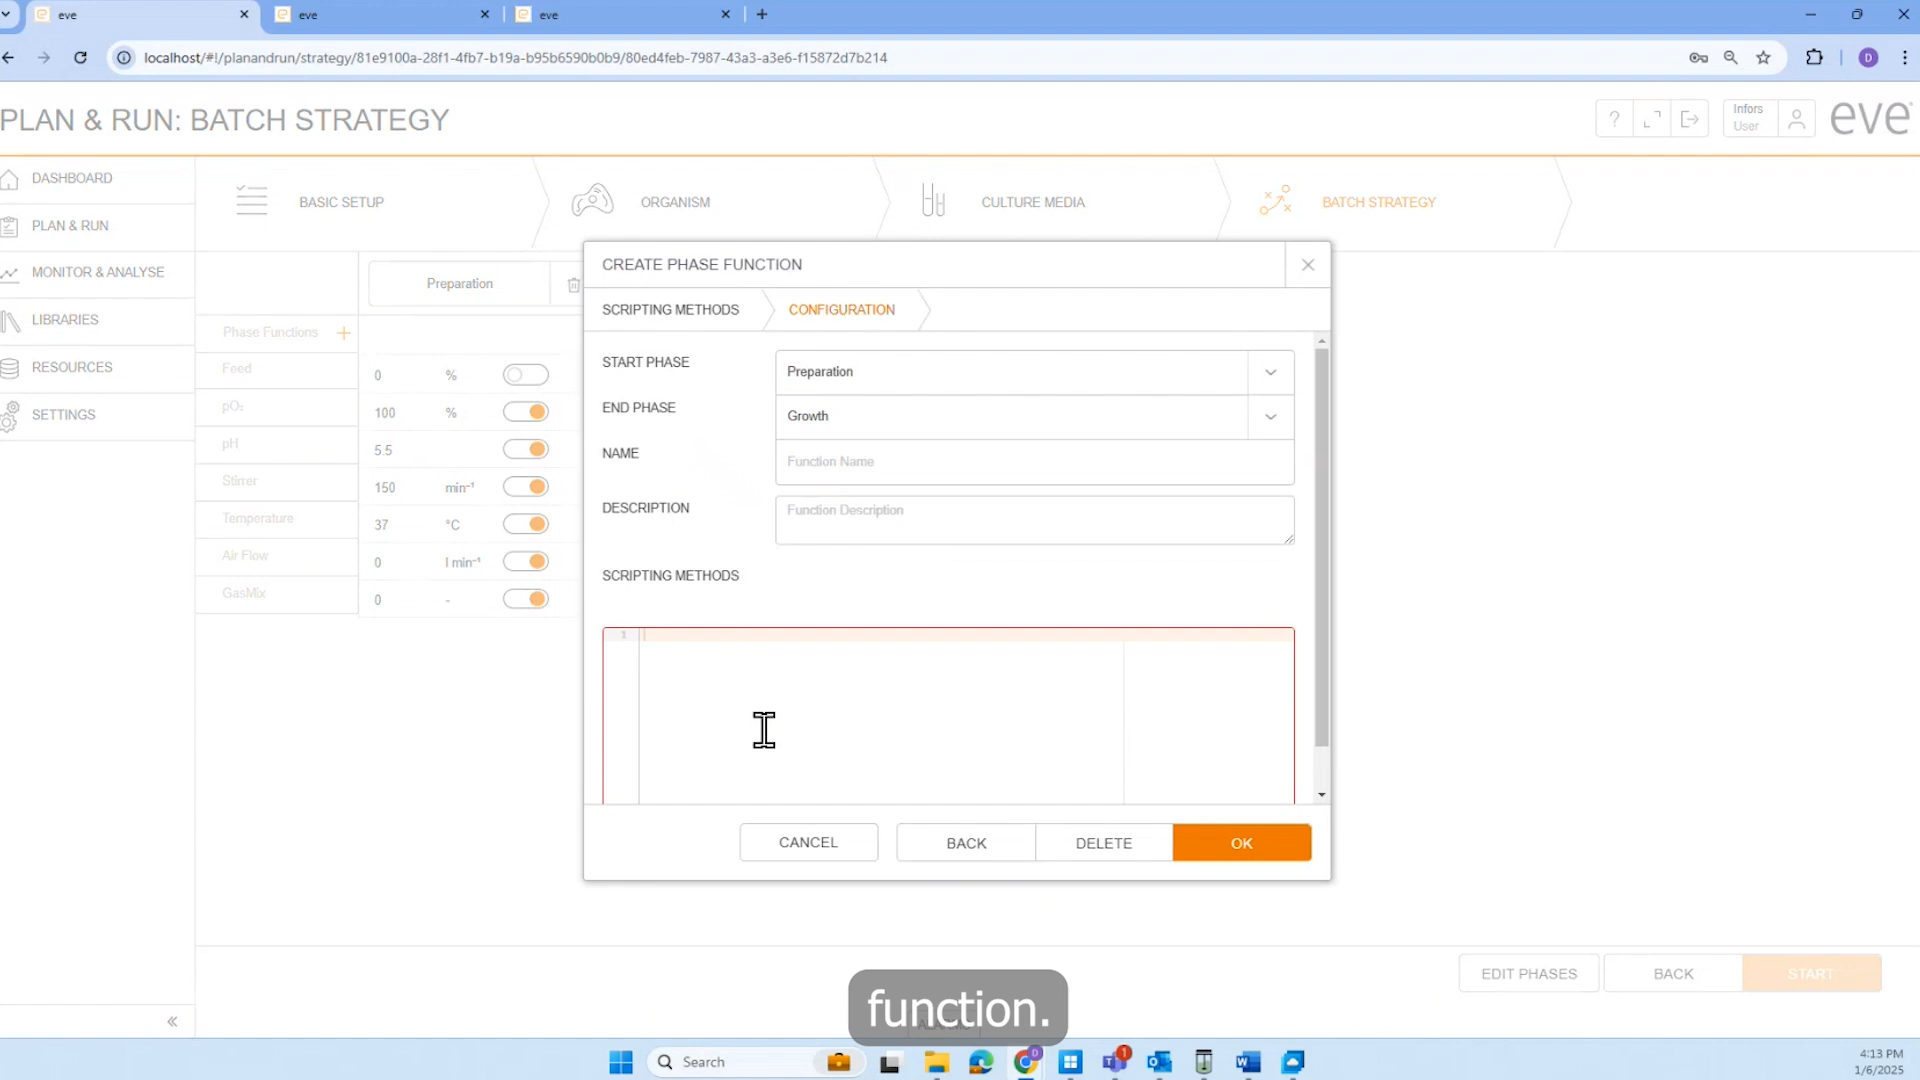 eve
eve
eve
localhost/#!/planandrun/strategy/81e9100a-28f1-4fb7-b19a-b95b6590b0b9/80ed4feb-7987-43a3-a3e6-f15872d7b214
D
PLAN & RUN: BATCH STRATEGY
?
Infors
User
eve
DASHBOARD
PLAN & RUN
MONITOR & ANALYSE
LIBRARIES
RESOURCES
SETTINGS
BASIC SETUP
ORGANISM
CULTURE MEDIA
BATCH STRATEGY
Preparation
Phase Functions +
Feed 0 %
pO₂ 100 %
pH 5.5
Stirrer 150 min⁻¹
Temperature 37 °C
Air Flow 0 l min⁻¹
GasMix 0 -
CREATE PHASE FUNCTION
SCRIPTING METHODS
CONFIGURATION
START PHASE Preparation
END PHASE Growth
NAME Function Name
DESCRIPTION Function Description
SCRIPTING METHODS
1
CANCEL BACK DELETE OK
EDIT PHASES BACK START
«
function.
Search
D
1
4:13 PM
1/6/2025